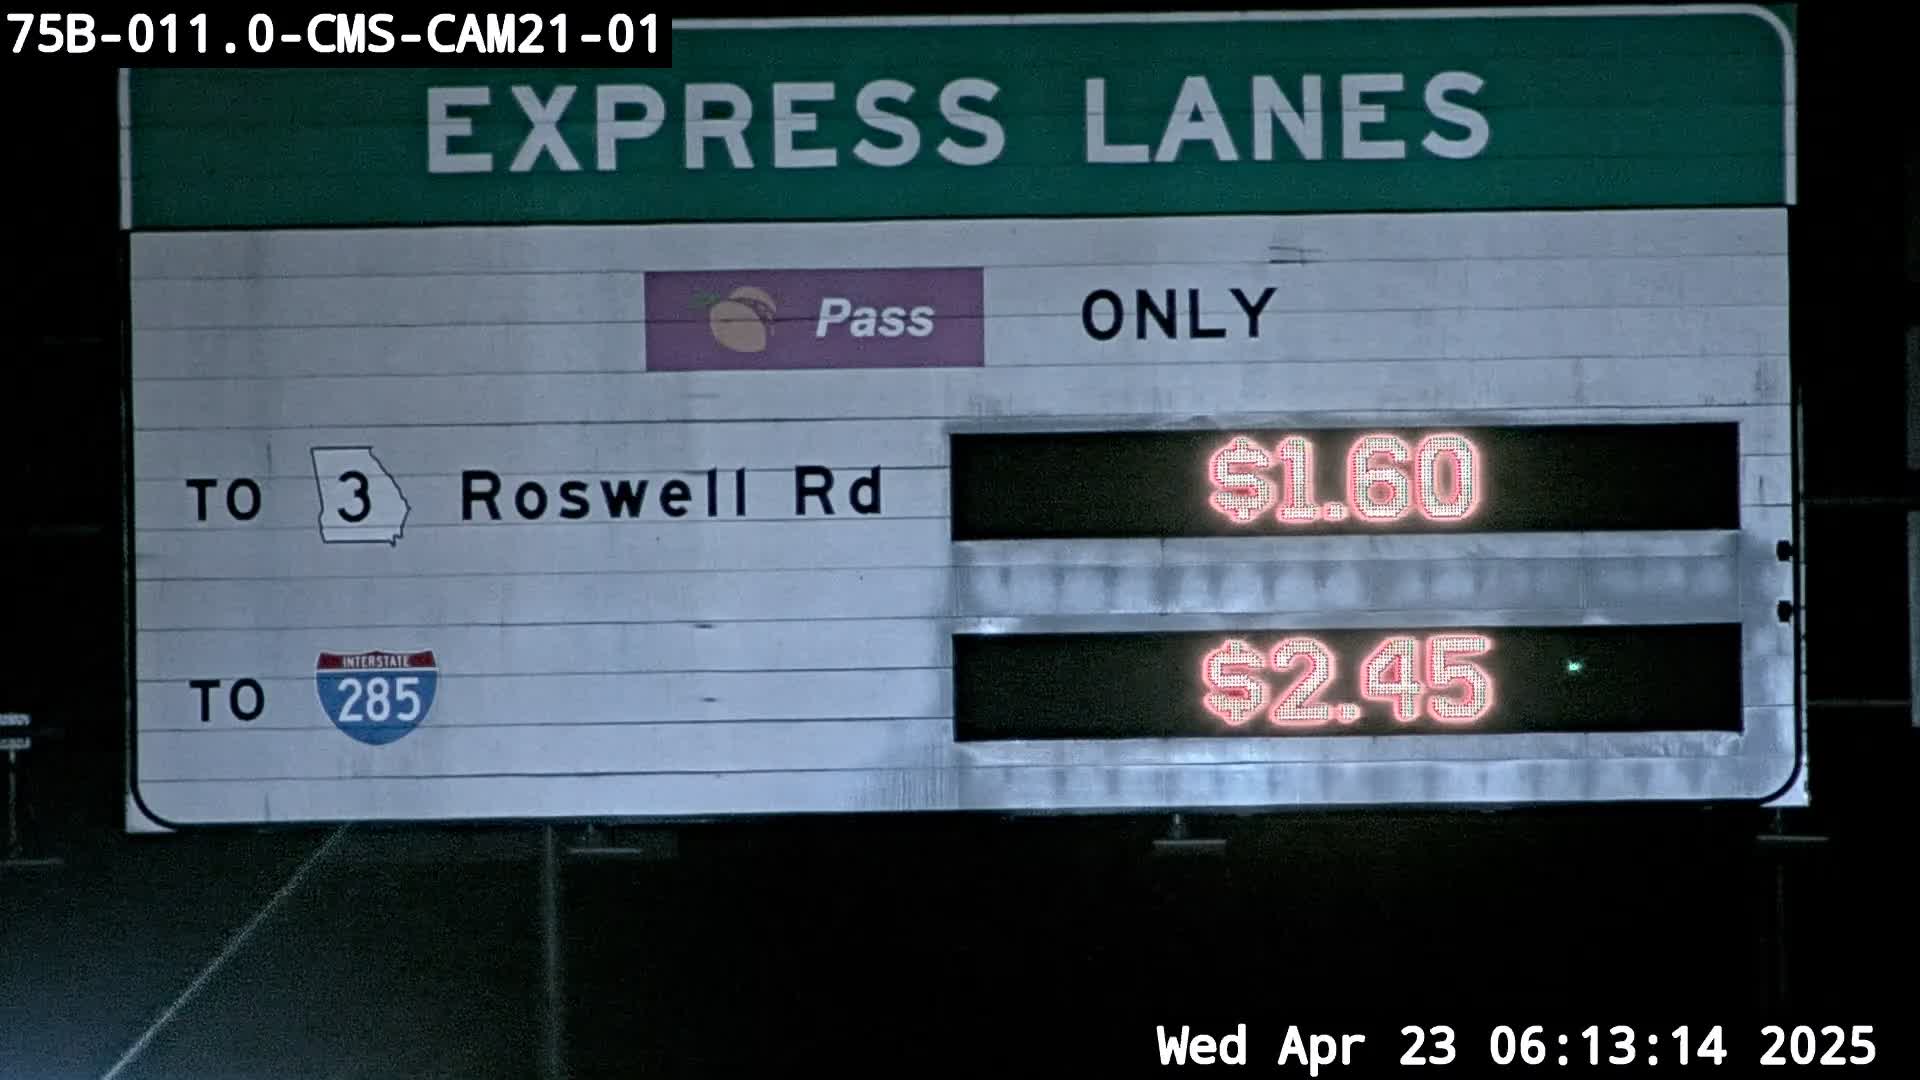 75B-011.0-CMS-CAM21-01
EXPRESS LANES
Pass ONLY
TO 3 Roswell Rd $1.60
TO INTERSTATE 285 $2.45
Wed Apr 23 06:13:14 2025